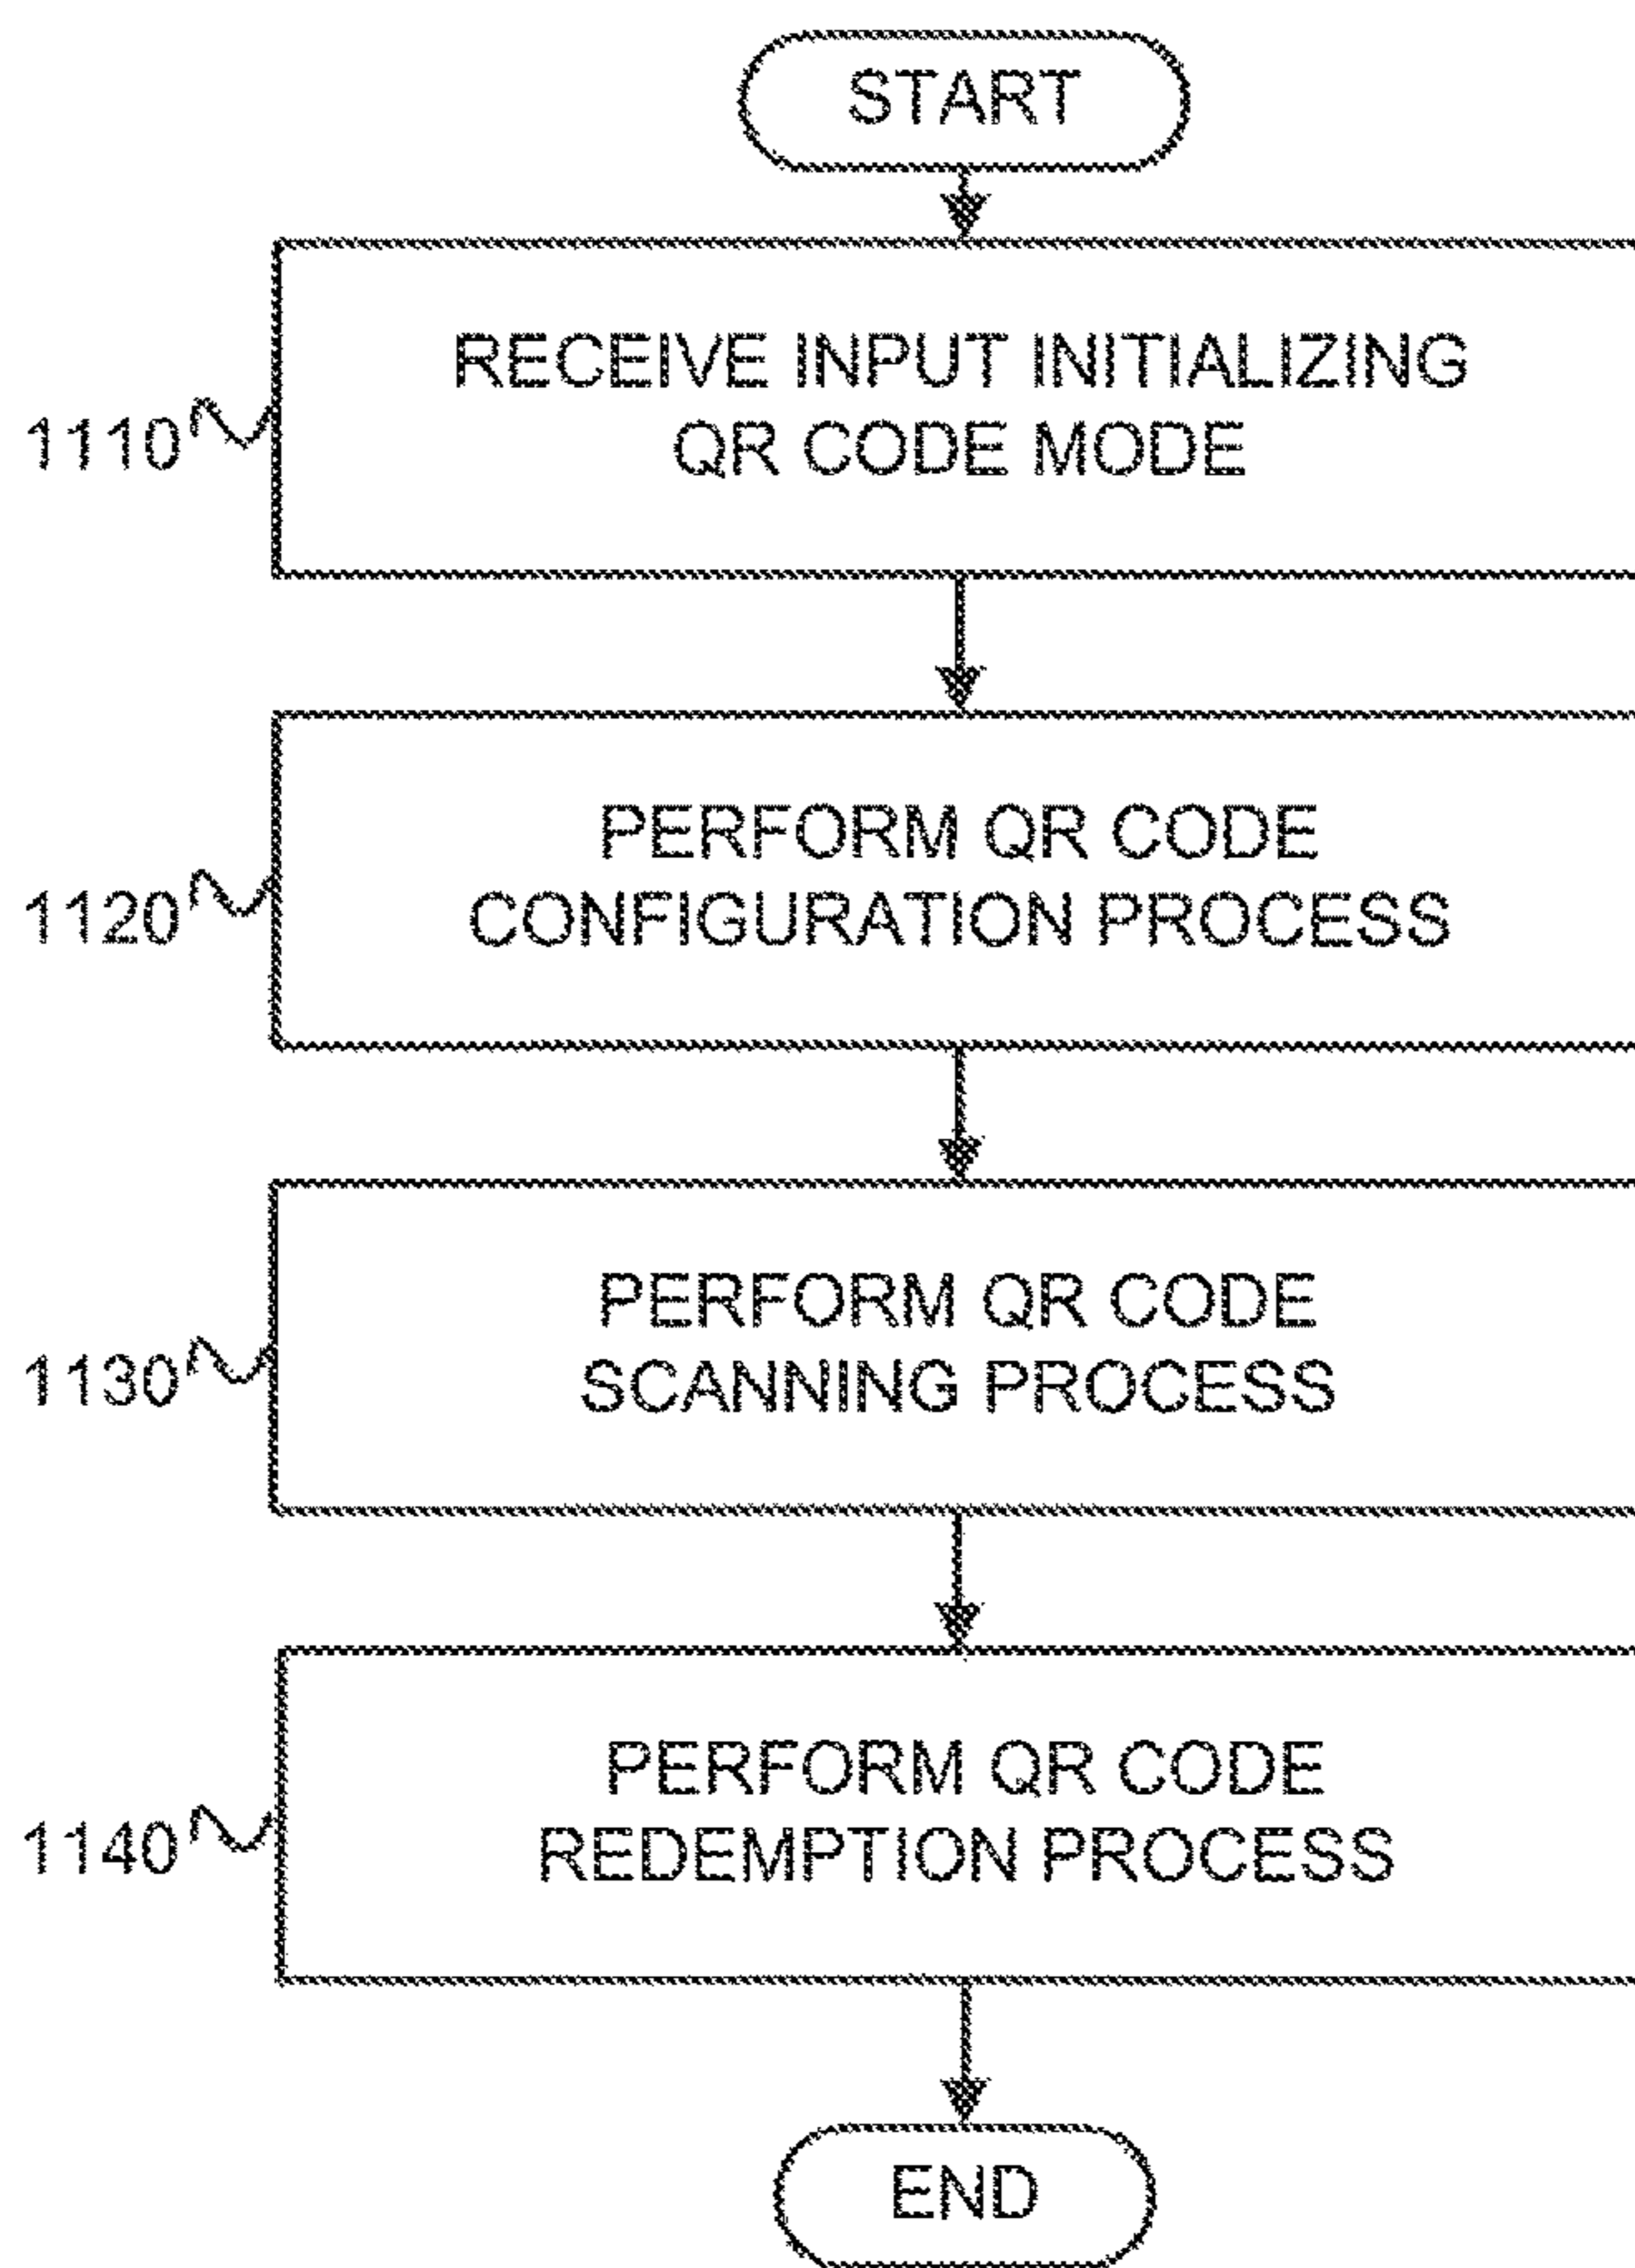 START
RECEIVE INPUT INITIALIZING
QR CODE MODE
1110
PERFORM QR CODE
CONFIGURATION PROCESS
1120
PERFORM QR CODE
SCANNING PROCESS
1130
PERFORM QR CODE
REDEMPTION PROCESS
1140
END